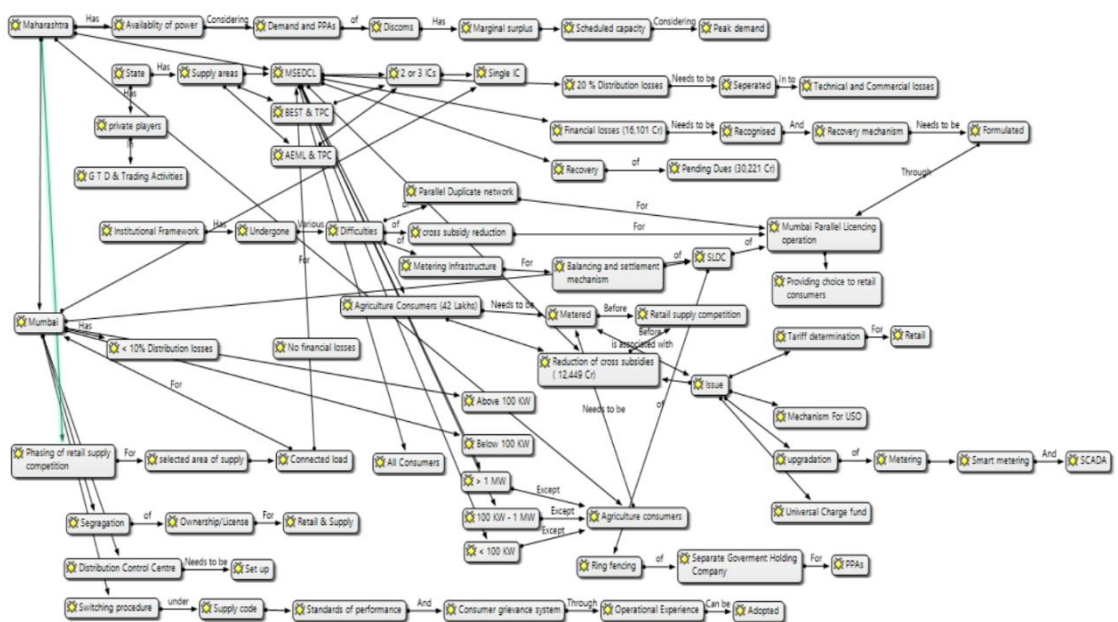 Maharashtra Has Availablity of power Considering Demand and PPAs of Discoms Has Marginal surplus Scheduled capacity Considering Peak demand
State Has Supply areas MSEDCL 2 or 3 ICs Single IC
Has
20 % Distribution losses Needs to be Seperated In to Technical and Commercial losses
BEST & TPC
private players
Financial losses (16,101 Cr) Needs to be Recognised And Recovery mechanism Needs to be Formulated
In
AEML & TPC
G T D & Trading Activities
Recovery of Pending Dues (30,221 Cr)
Through
Parallel Duplicate network
of For
Institutional Framework Has Undergone Various Difficulties of cross subsidy reduction For Mumbai Parallel Licencing
operation
of
Metering Infrastructure For Balancing and settlement
mechanism
of SLDC of
For
Providing choice to retail
consumers
Agriculture Consumers (42 Lakhs) Needs to be Metered Before Retail supply competition
Mumbai
Has
< 10% Distribution losses
No financial losses
Before
is associated with
Tariff determination For Retail
Reduction of cross subsidies
( 12,449 Cr)
Issue
For
Above 100 KW
Needs to be
of
Mechanism For USO
Below 100 KW
Phasing of retail supply
competition
For selected area of supply Connected load
All Consumers
upgradation of Metering Smart metering And SCADA
> 1 MW Except
Universal Charge fund
Segragation of Ownership/License For Retail & Supply
100 KW - 1 MW Except Agriculture consumers
< 100 KW Except
Distribution Control Centre Needs to be Set up
Ring fencing of Separate Goverment Holding
Company
For PPAs
Switching procedure under Supply code Standards of performance And Consumer grievance system Through Operational Experience Can be Adopted